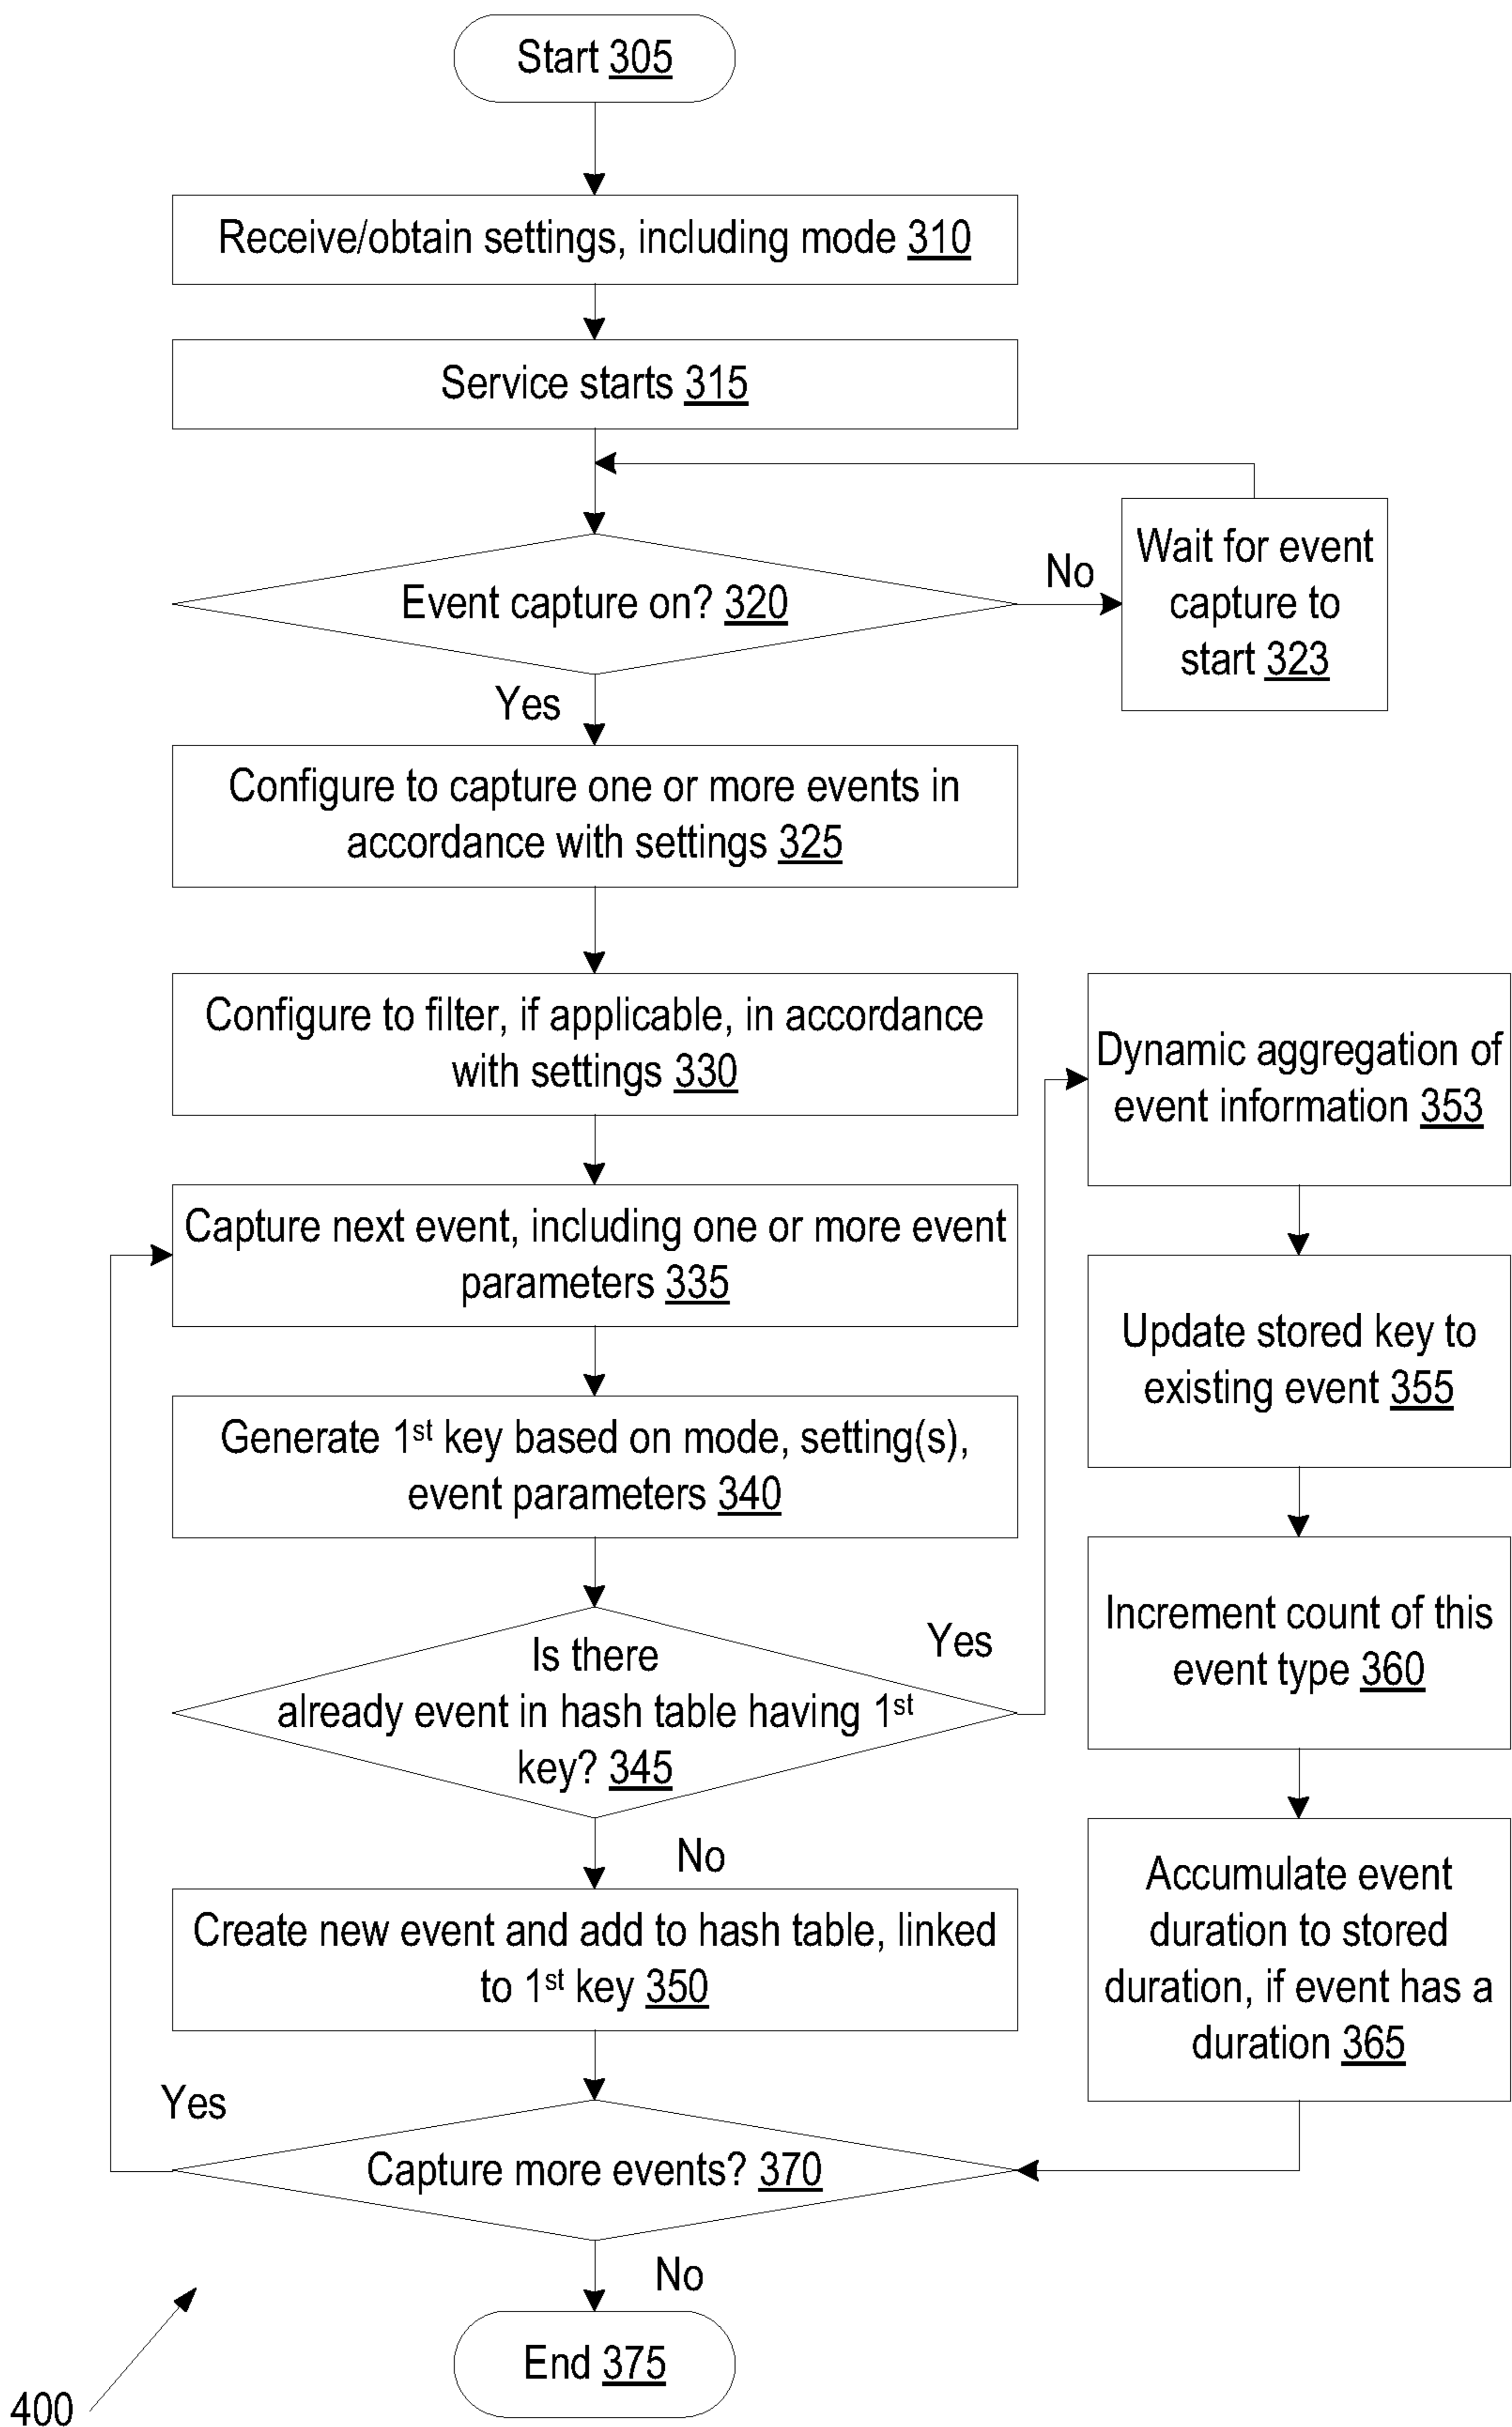 Start 305
Receive/obtain settings, including mode 310
Service starts 315
Event capture on? 320
No
Wait for event
capture to
start 323
Yes
Configure to capture one or more events in
accordance with settings 325
Configure to filter, if applicable, in accordance
with settings 330
Capture next event, including one or more event
parameters 335
Generate 1st key based on mode, setting(s),
event parameters 340
Is there
already event in hash table having 1st
key? 345
Yes
Dynamic aggregation of
event information 353
Update stored key to
existing event 355
Increment count of this
event type 360
Accumulate event
duration to stored
duration, if event has a
duration 365
No
Create new event and add to hash table, linked
to 1st key 350
Yes
Capture more events? 370
No
End 375
400